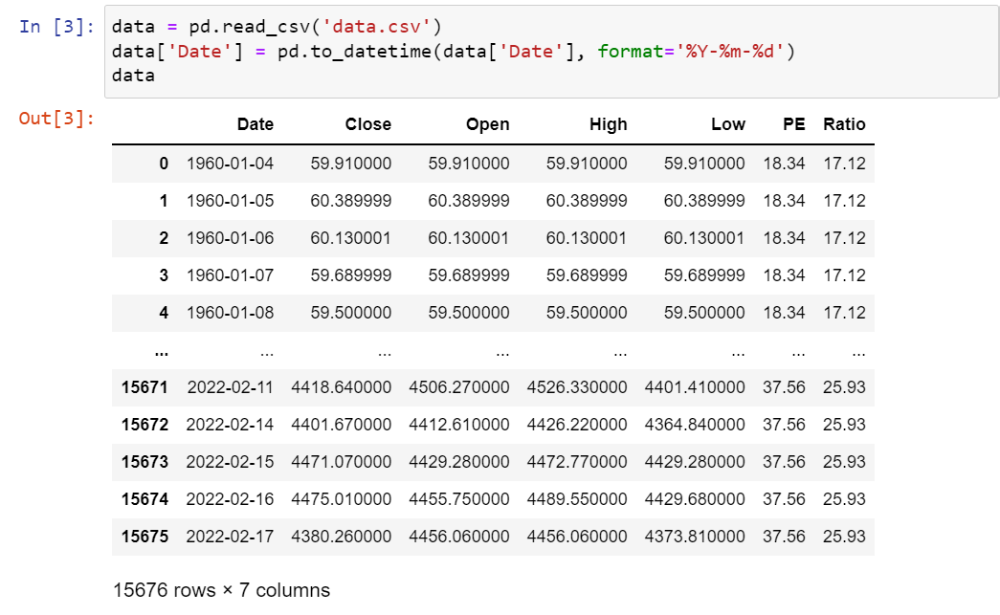 In [3]: data = pd.read_csv('data.csv')
data['Date'] = pd.to_datetime(data['Date'], format='%Y-%m-%d')
data
Out[3]:
Date Close Open High Low PE Ratio
0 1960-01-04 59.910000 59.910000 59.910000 59.910000 18.34 17.12
1 1960-01-05 60.389999 60.389999 60.389999 60.389999 18.34 17.12
2 1960-01-06 60.130001 60.130001 60.130001 60.130001 18.34 17.12
3 1960-01-07 59.689999 59.689999 59.689999 59.689999 18.34 17.12
4 1960-01-08 59.500000 59.500000 59.500000 59.500000 18.34 17.12
... ... ... ... ... ... ... ...
15671 2022-02-11 4418.640000 4506.270000 4526.330000 4401.410000 37.56 25.93
15672 2022-02-14 4401.670000 4412.610000 4426.220000 4364.840000 37.56 25.93
15673 2022-02-15 4471.070000 4429.280000 4472.770000 4429.280000 37.56 25.93
15674 2022-02-16 4475.010000 4455.750000 4489.550000 4429.680000 37.56 25.93
15675 2022-02-17 4380.260000 4456.060000 4456.060000 4373.810000 37.56 25.93
15676 rows × 7 columns